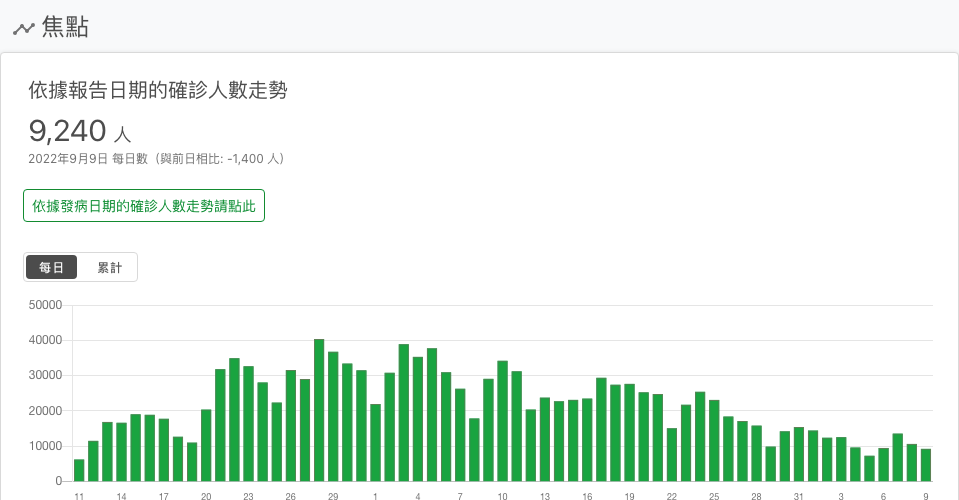 焦點
依據報告日期的確診人數走勢
9,240 人
2022年9月9日 每日數（與前日相比: -1,400 人）
依據發病日期的確診人數走勢請點此
每日 累計
50000
40000
30000
20000
10000
0
11 14 17 20 23 26 29 1 4 7 10 13 16 19 22 25 28 31 3 6 9